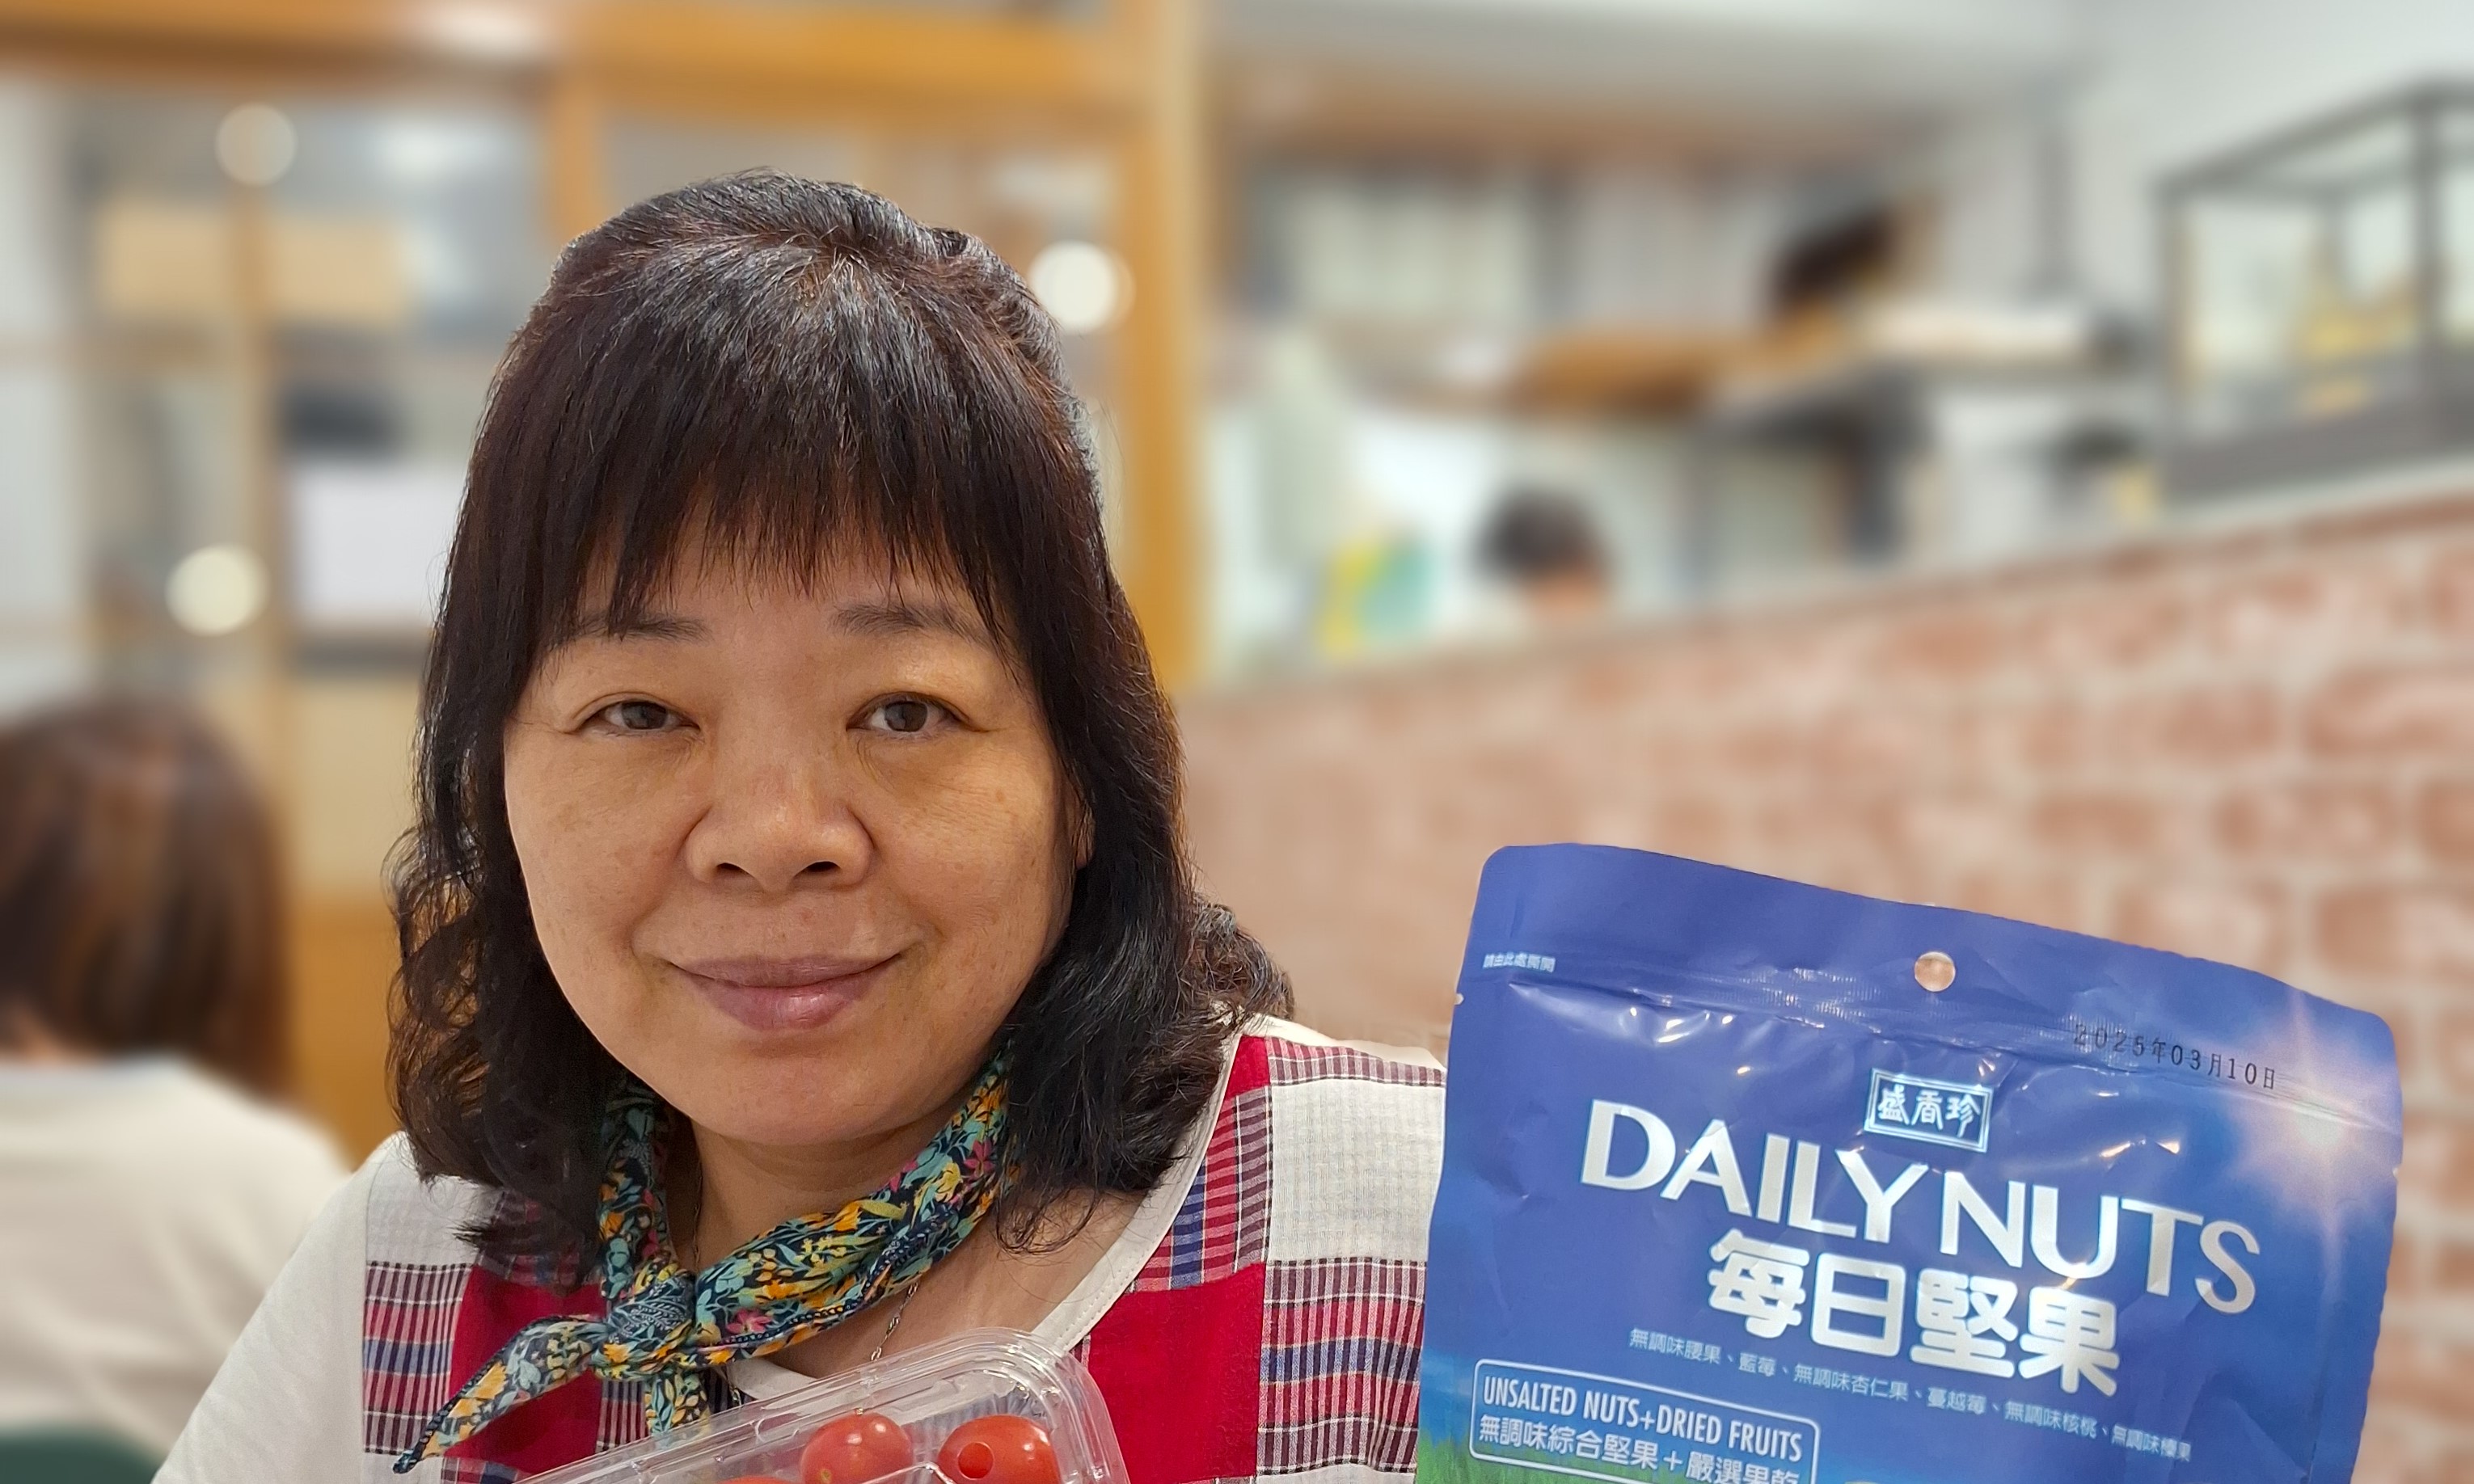 請由此處撕開
2025年03月10日
盛香珍
DAILY NUTS
每日堅果
無調味腰果、藍莓、無調味杏仁果、蔓越莓、無調味核桃、無調味榛果
UNSALTED NUTS+DRIED FRUITS
無調味綜合堅果+嚴選果乾